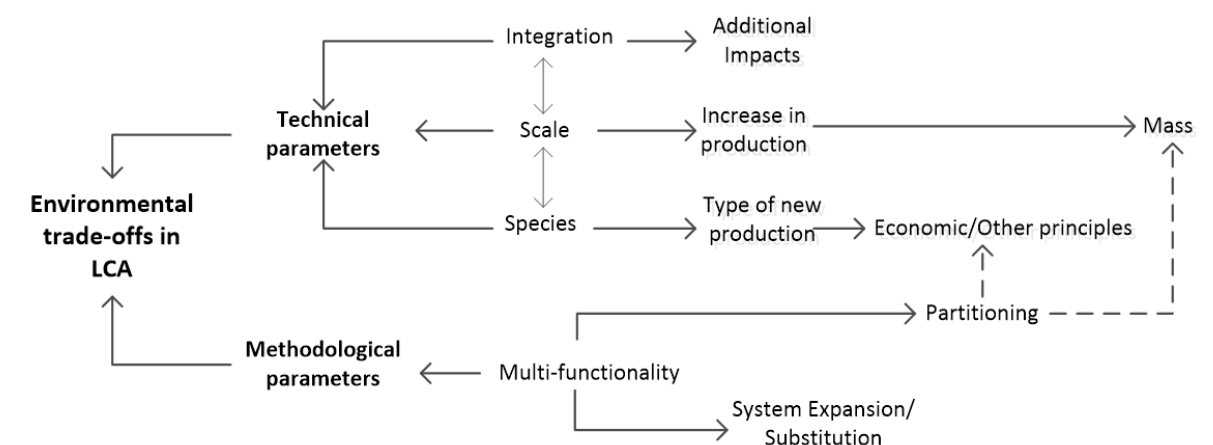 Integration
Additional
Impacts
Technical
parameters
Scale
Increase in
production
Mass
Environmental
trade-offs in
LCA
Species
Type of new
production
Economic/Other principles
Partitioning
Methodological
parameters
Multi-functionality
System Expansion/
Substitution